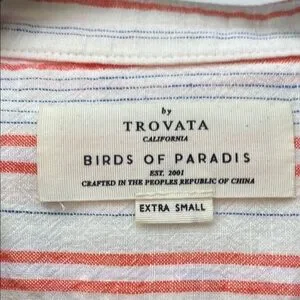 by
TROVATA
CALIFORNIA
BIRDS OF PARADIS
EST. 2001
CRAFTED IN THE PEOPLES REPUBLIC OF CHINA
EXTRA SMALL